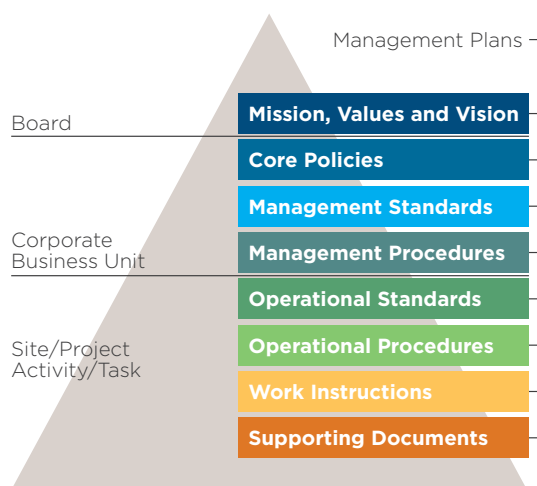 Management Plans
Board
Mission, Values and Vision
Core Policies
Management Standards
Corporate
Business Unit
Management Procedures
Operational Standards
Site/Project
Activity/Task
Operational Procedures
Work Instructions
Supporting Documents